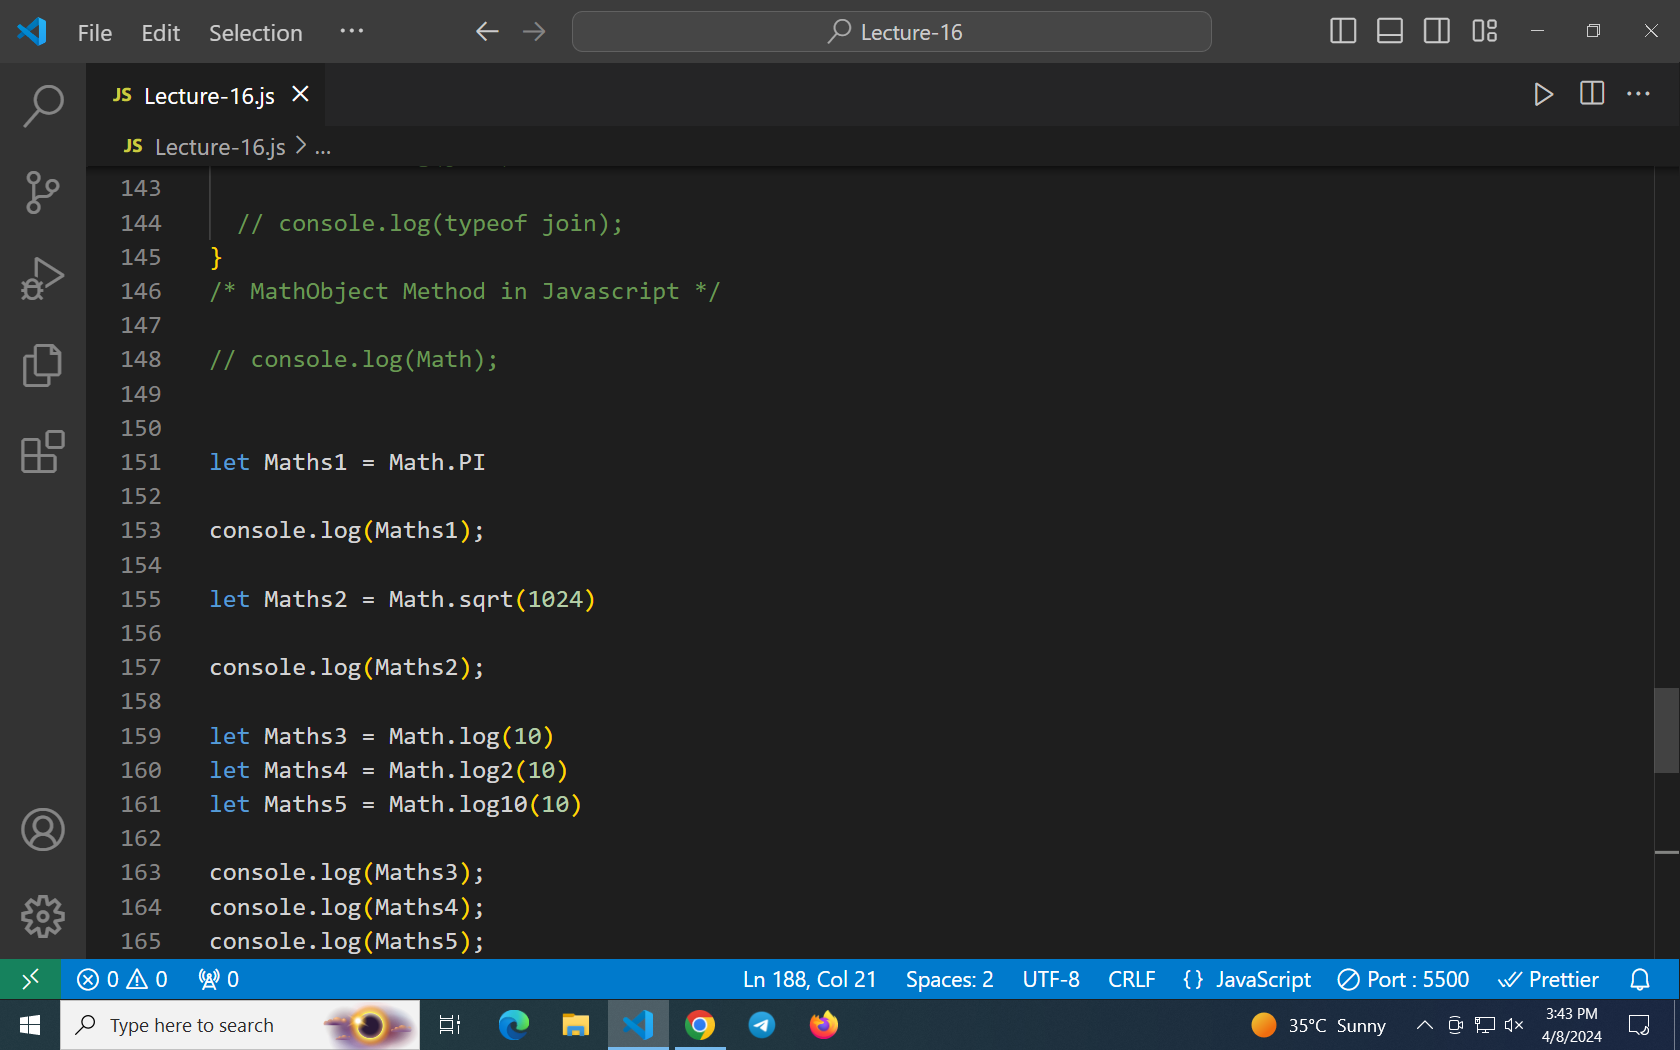 File Edit Selection ··· Lecture-16
JS Lecture-16.js
JS Lecture-16.js > ...
143
144 // console.log(typeof join);
145 }
146 /* MathObject Method in Javascript */
147
148 // console.log(Math);
149
150
151 let Maths1 = Math.PI
152
153 console.log(Maths1);
154
155 let Maths2 = Math.sqrt(1024)
156
157 console.log(Maths2);
158
159 let Maths3 = Math.log(10)
160 let Maths4 = Math.log2(10)
161 let Maths5 = Math.log10(10)
162
163 console.log(Maths3);
164 console.log(Maths4);
165 console.log(Maths5);
0 0 0 Ln 188, Col 21 Spaces: 2 UTF-8 CRLF {} JavaScript Port : 5500 Prettier
Type here to search 35°C Sunny 3:43 PM
4/8/2024